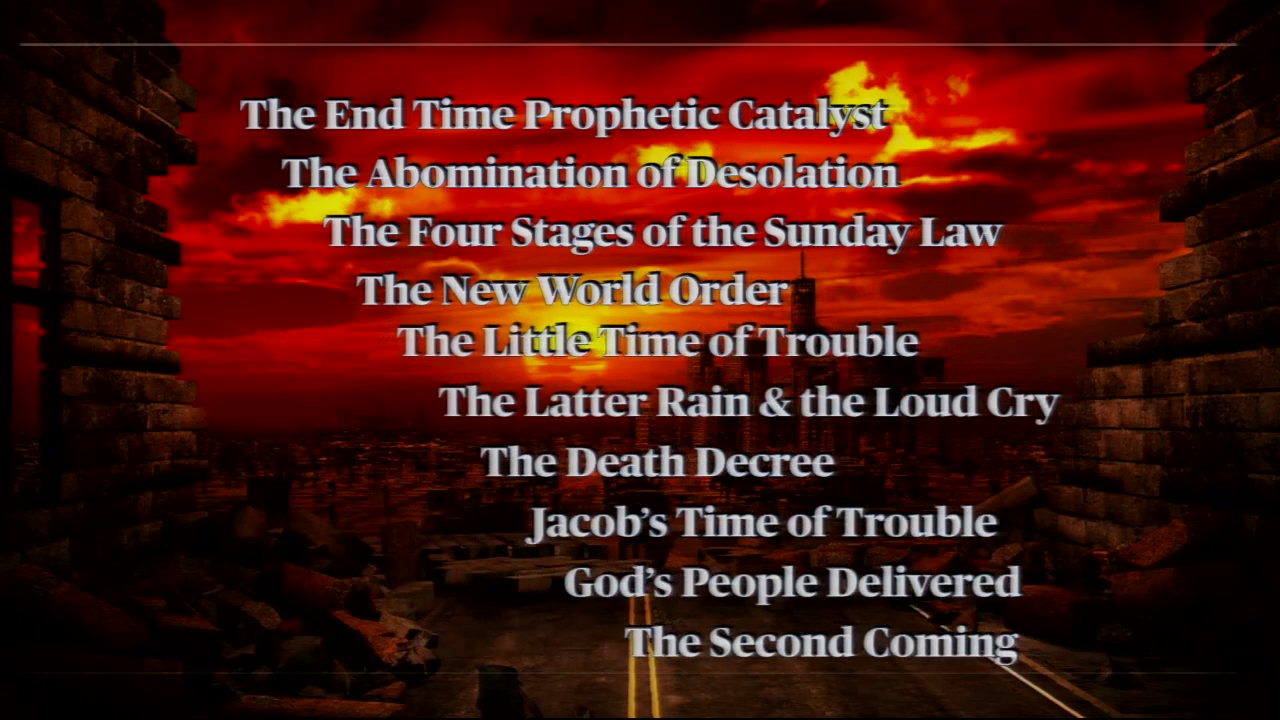 The End Time Prophetic Catalyst
The Abomination of Desolation
The Four Stages of the Sunday Law
The New World Order
The Little Time of Trouble
The Latter Rain & the Loud Cry
The Death Decree
Jacob’s Time of Trouble
God’s People Delivered
The Second Coming